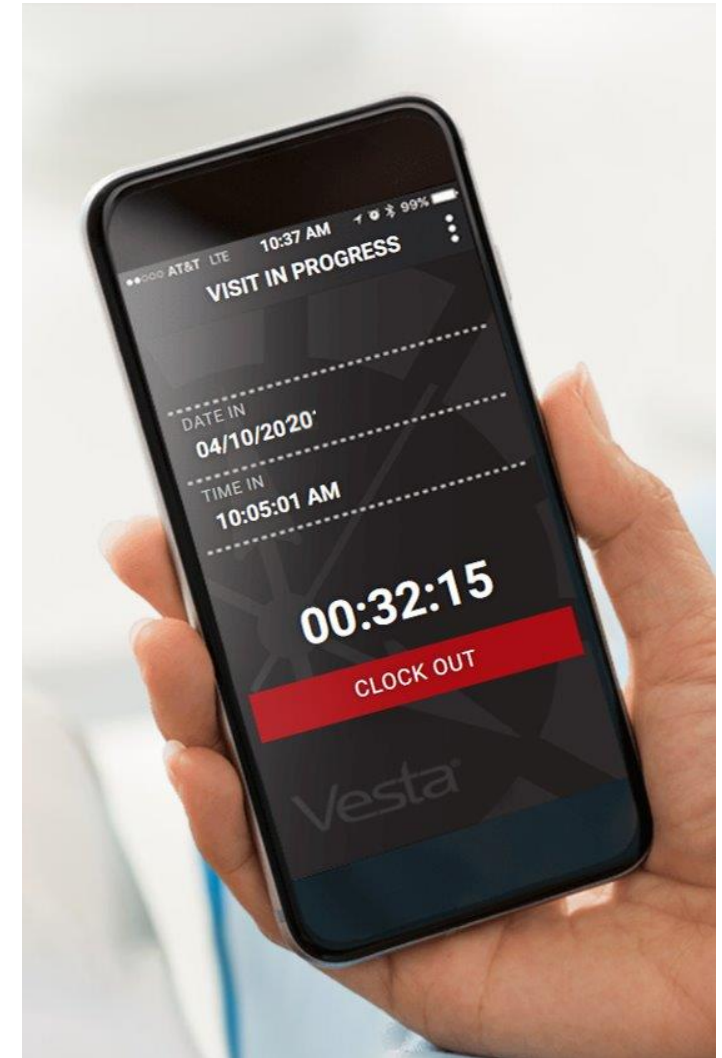 ●●○○○ AT&T LTE 10:37 AM 99%
VISIT IN PROGRESS
DATE IN
04/10/2020
TIME IN
10:05:01 AM
00:32:15
CLOCK OUT
Vesta